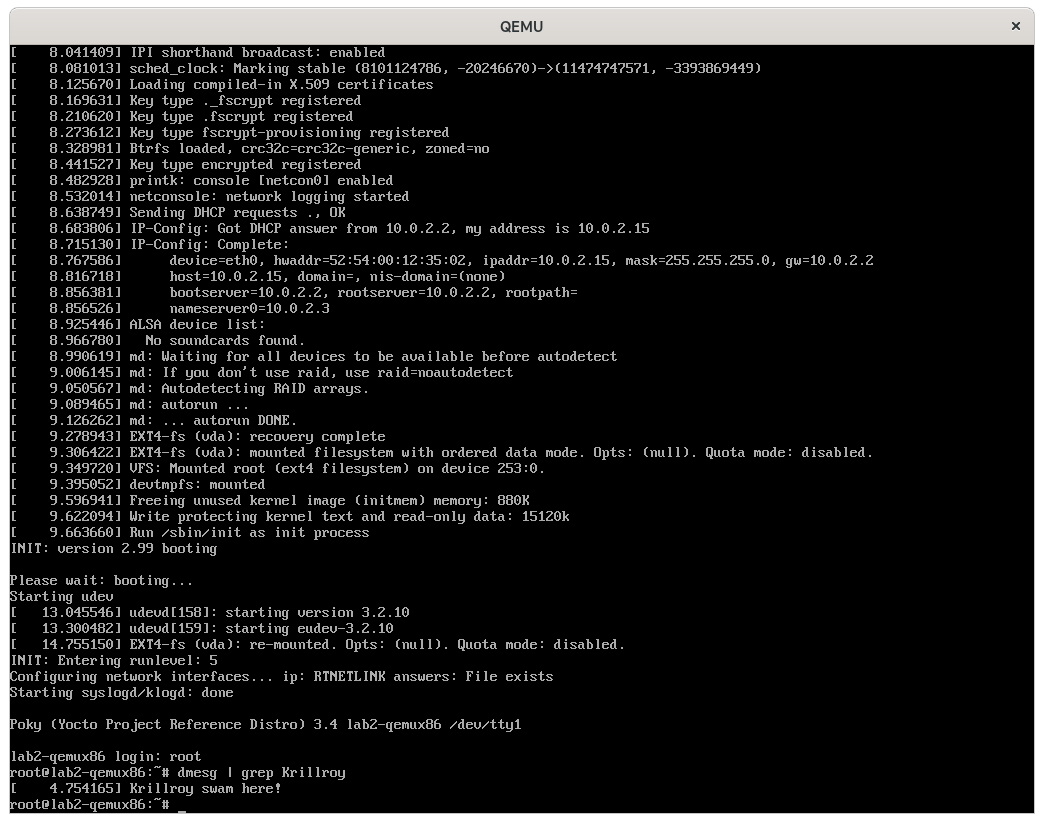 QEMU
×
[    8.041409] IPI shorthand broadcast: enabled
[    8.081013] sched_clock: Marking stable (8101124786, -20246670)->(11474747571, -3393869449)
[    8.125670] Loading compiled-in X.509 certificates
[    8.169631] Key type ._fscrypt registered
[    8.210620] Key type .fscrypt registered
[    8.273612] Key type fscrypt-provisioning registered
[    8.328981] Btrfs loaded, crc32c=crc32c-generic, zoned=no
[    8.441527] Key type encrypted registered
[    8.482928] printk: console [netcon0] enabled
[    8.532014] netconsole: network logging started
[    8.638749] Sending DHCP requests ., OK
[    8.683806] IP-Config: Got DHCP answer from 10.0.2.2, my address is 10.0.2.15
[    8.715130] IP-Config: Complete:
[    8.767586]      device=eth0, hwaddr=52:54:00:12:35:02, ipaddr=10.0.2.15, mask=255.255.255.0, gw=10.0.2.2
[    8.816718]      host=10.0.2.15, domain=, nis-domain=(none)
[    8.856381]      bootserver=10.0.2.2, rootserver=10.0.2.2, rootpath=
[    8.856526]      nameserver0=10.0.2.3
[    8.925446] ALSA device list:
[    8.966780]   No soundcards found.
[    8.990619] md: Waiting for all devices to be available before autodetect
[    9.006145] md: If you don't use raid, use raid=noautodetect
[    9.050567] md: Autodetecting RAID arrays.
[    9.089465] md: autorun ...
[    9.126262] md: ... autorun DONE.
[    9.278943] EXT4-fs (vda): recovery complete
[    9.306422] EXT4-fs (vda): mounted filesystem with ordered data mode. Opts: (null). Quota mode: disabled.
[    9.349720] VFS: Mounted root (ext4 filesystem) on device 253:0.
[    9.395052] devtmpfs: mounted
[    9.596941] Freeing unused kernel image (initmem) memory: 880K
[    9.622094] Write protecting kernel text and read-only data: 15120k
[    9.663660] Run /sbin/init as init process
INIT: version 2.99 booting
Please wait: booting...
Starting udev
[   13.045546] udevd[158]: starting version 3.2.10
[   13.300482] udevd[159]: starting eudev-3.2.10
[   14.755150] EXT4-fs (vda): re-mounted. Opts: (null). Quota mode: disabled.
INIT: Entering runlevel: 5
Configuring network interfaces... ip: RTNETLINK answers: File exists
Starting syslogd/klogd: done
Poky (Yocto Project Reference Distro) 3.4 lab2-qemux86 /dev/tty1
lab2-qemux86 login: root
root@lab2-qemux86:~# dmesg | grep Krillroy
[    4.754165] Krillroy swam here!
root@lab2-qemux86:~# _